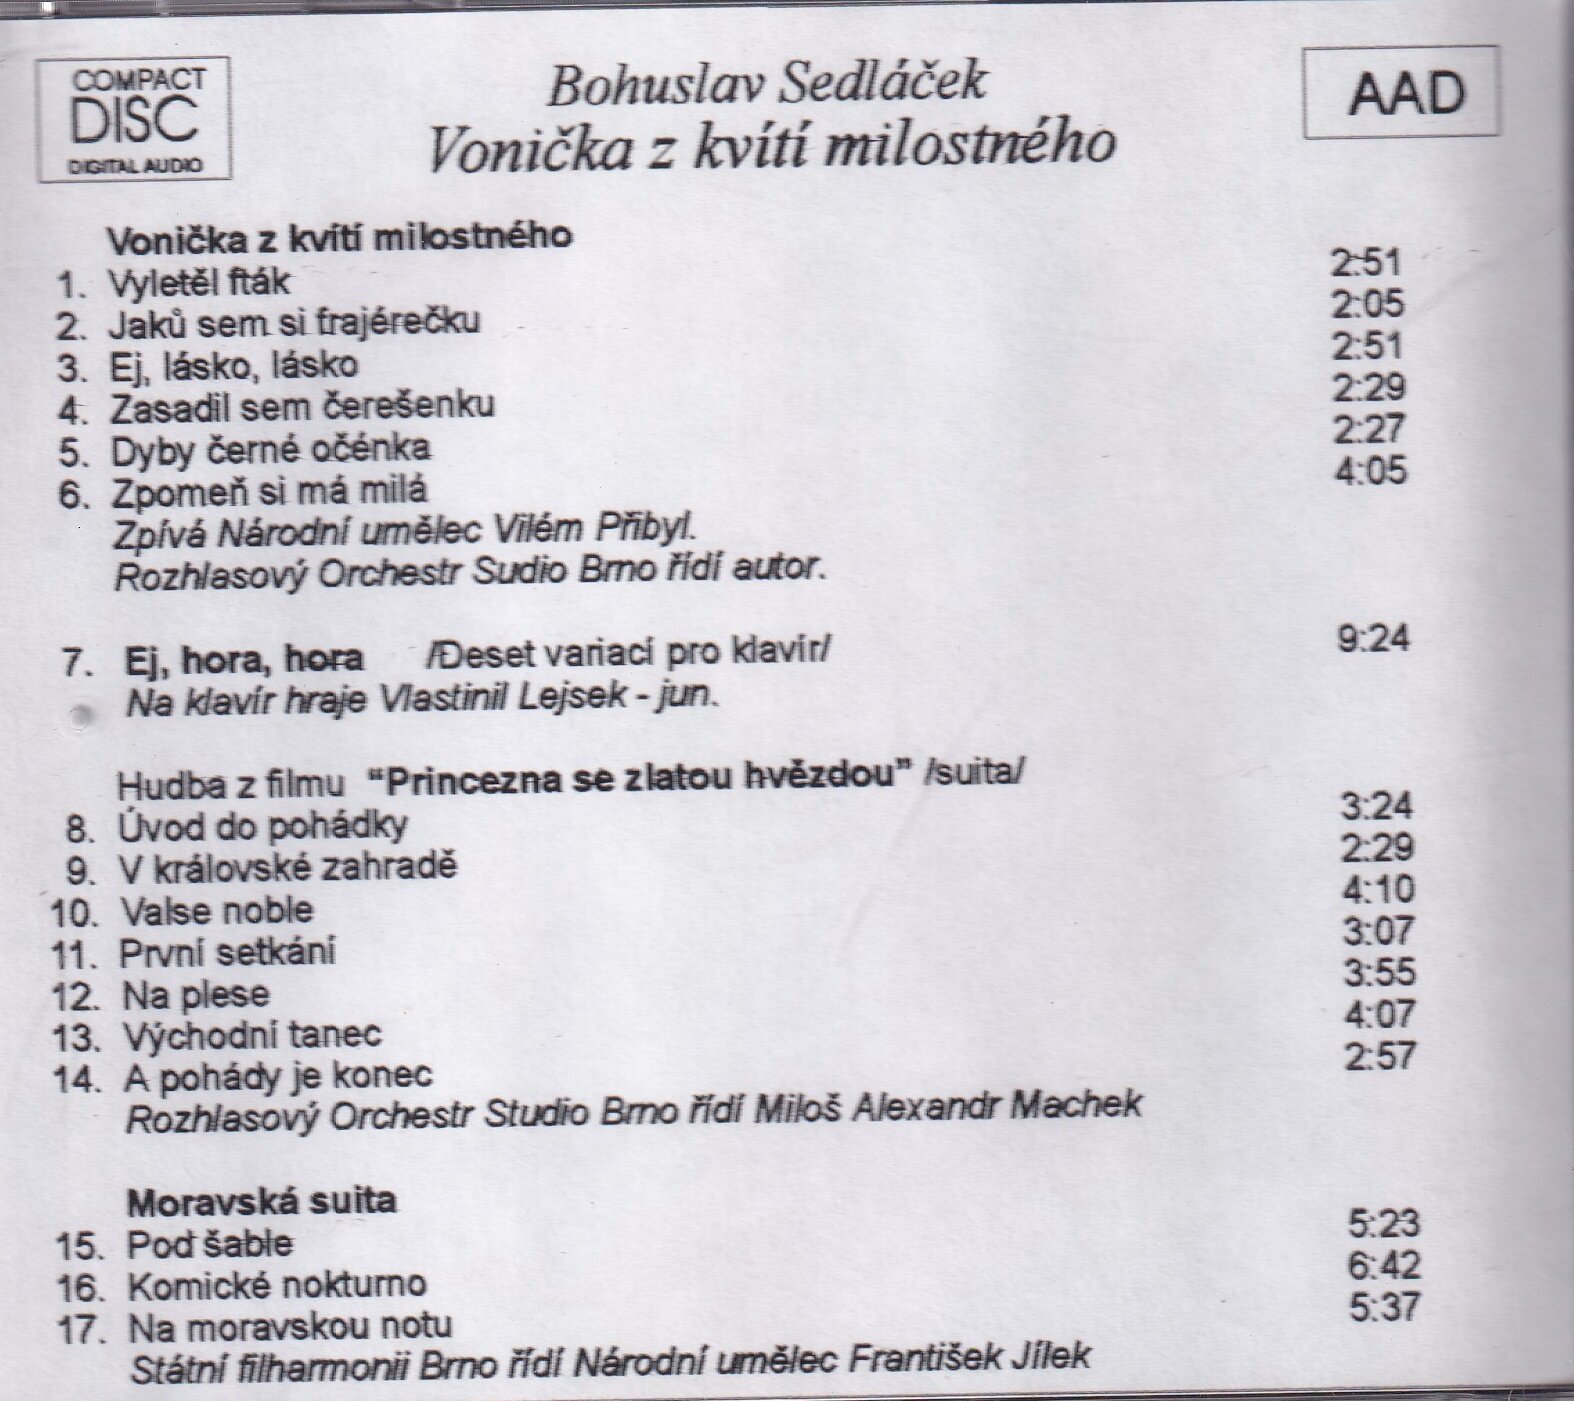 COMPACT
DISC
DIGITAL AUDIO
Bohuslav Sedláček
Vonička z kvítí milostného
AAD
Vonička z kvítí milostného
1. Vyletěl fták 2:51
2. Jaků sem si frajérečku 2:05
3. Ej, lásko, lásko 2:51
4. Zasadil sem čerešenku 2:29
5. Dyby černé očénka 2:27
6. Zpomeň si má milá 4:05
Zpívá Národní umělec Vilém Přibyl.
Rozhlasový Orchestr Sudio Brno řídí autor.
7. Ej, hora, hora /Deset variací pro klavír/ 9:24
Na klavír hraje Vlastinil Lejsek - jun.
Hudba z filmu “Princezna se zlatou hvězdou” /suita/
8. Úvod do pohádky 3:24
9. V královské zahradě 2:29
10. Valse noble 4:10
11. První setkání 3:07
12. Na plese 3:55
13. Východní tanec 4:07
14. A pohády je konec 2:57
Rozhlasový Orchestr Studio Brno řídí Miloš Alexandr Machek
Moravská suita
15. Pod šable 5:23
16. Komické nokturno 6:42
17. Na moravskou notu 5:37
Státní filharmonii Brno řídí Národní umělec František Jílek